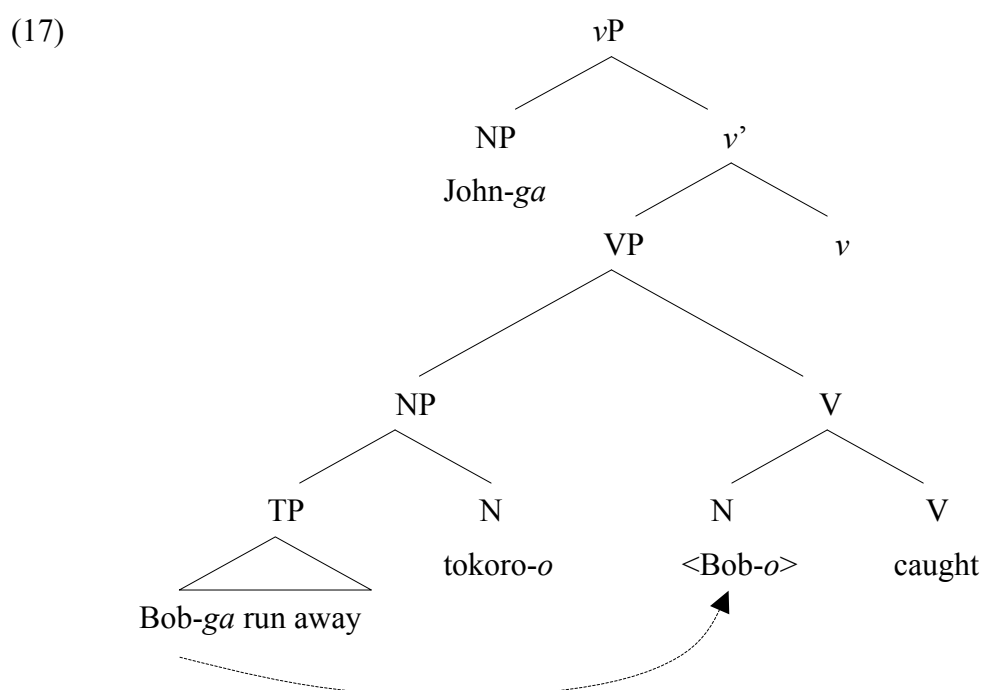 (17) vP
NP v’
John-ga
VP v
NP V
TP N N V
tokoro-o <Bob-o> caught
Bob-ga run away